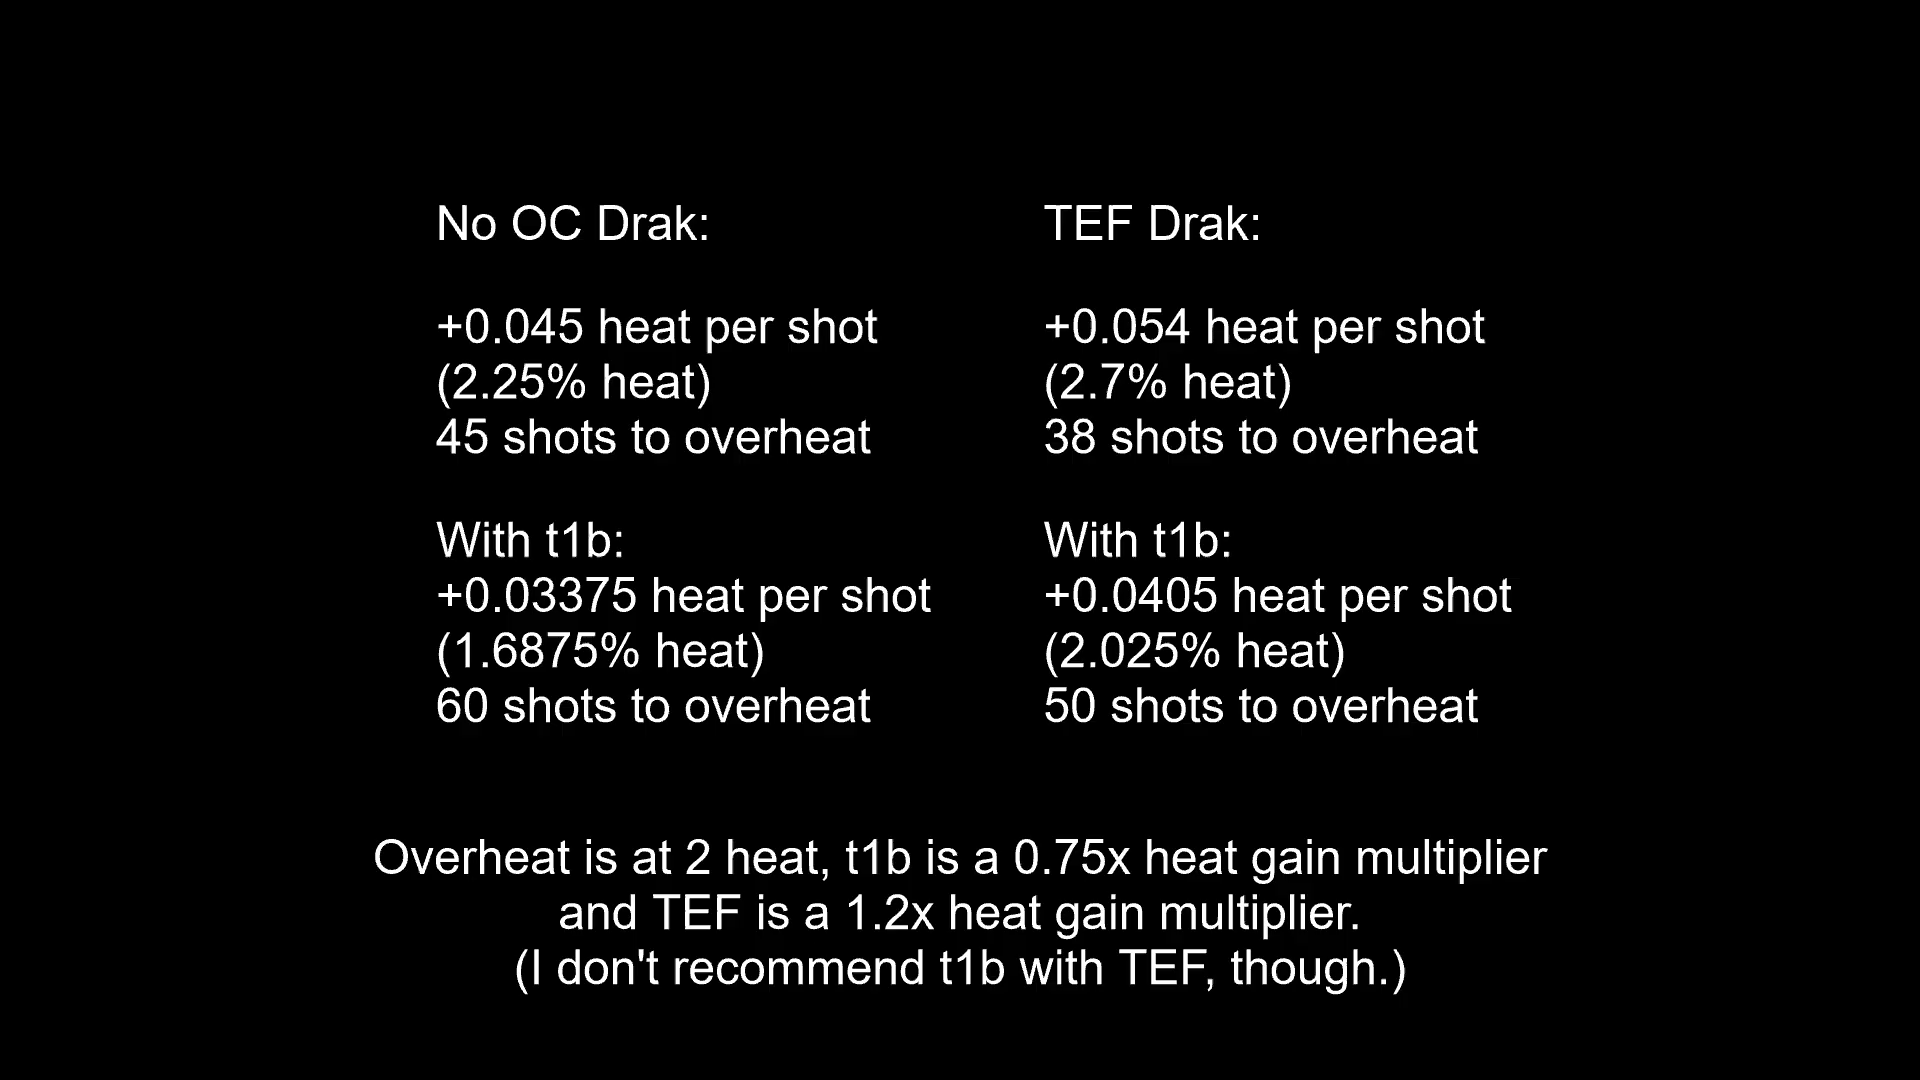 No OC Drak:
+0.045 heat per shot
(2.25% heat)
45 shots to overheat
With t1b:
+0.03375 heat per shot
(1.6875% heat)
60 shots to overheat
TEF Drak:
+0.054 heat per shot
(2.7% heat)
38 shots to overheat
With t1b:
+0.0405 heat per shot
(2.025% heat)
50 shots to overheat
Overheat is at 2 heat, t1b is a 0.75x heat gain multiplier
and TEF is a 1.2x heat gain multiplier.
(I don't recommend t1b with TEF, though.)